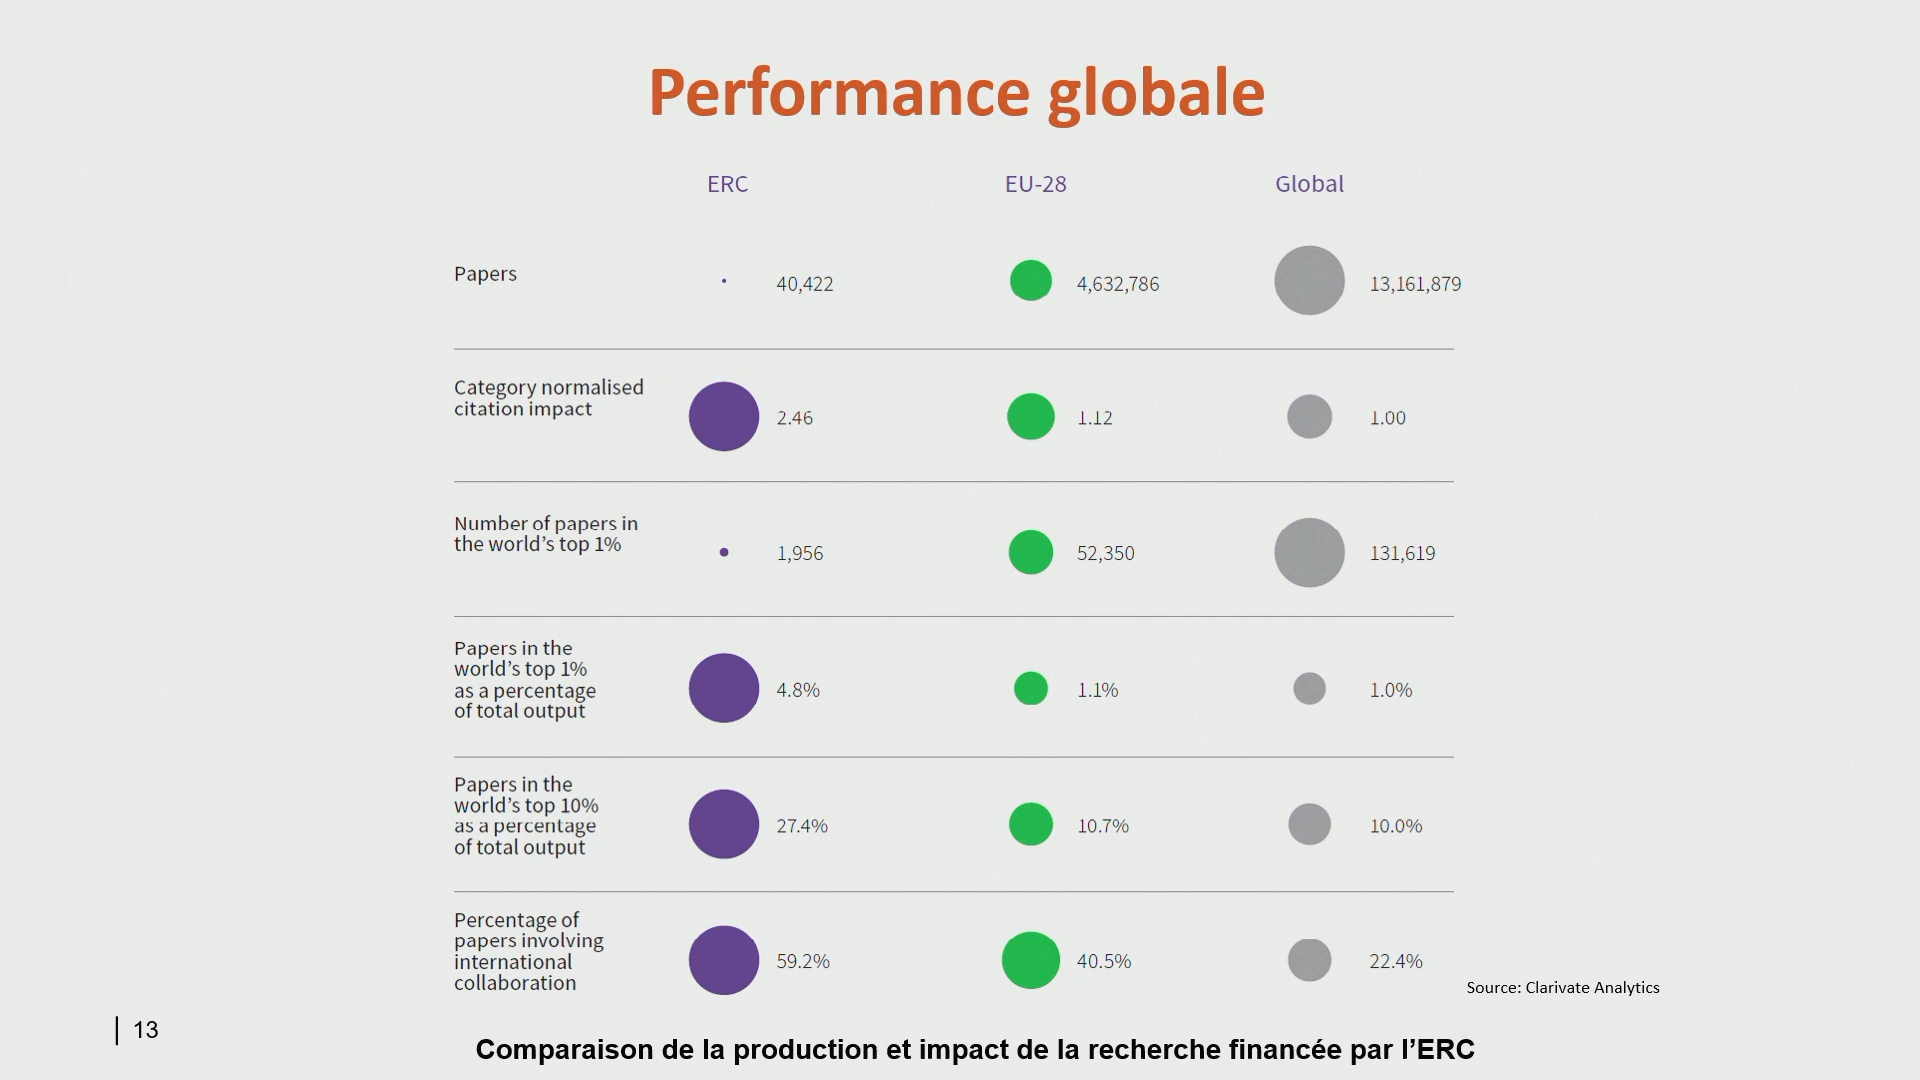 Performance globale
ERC EU-28 Global
Papers 40,422 4,632,786 13,161,879
Category normalised
citation impact 2.46 1.12 1.00
Number of papers in
the world’s top 1% 1,956 52,350 131,619
Papers in the
world’s top 1%
as a percentage 4.8% 1.1% 1.0%
of total output
Papers in the
world’s top 10%
as a percentage 27.4% 10.7% 10.0%
of total output
Percentage of
papers involving
international 59.2% 40.5% 22.4%
collaboration
Source: Clarivate Analytics
13
Comparaison de la production et impact de la recherche financée par l’ERC